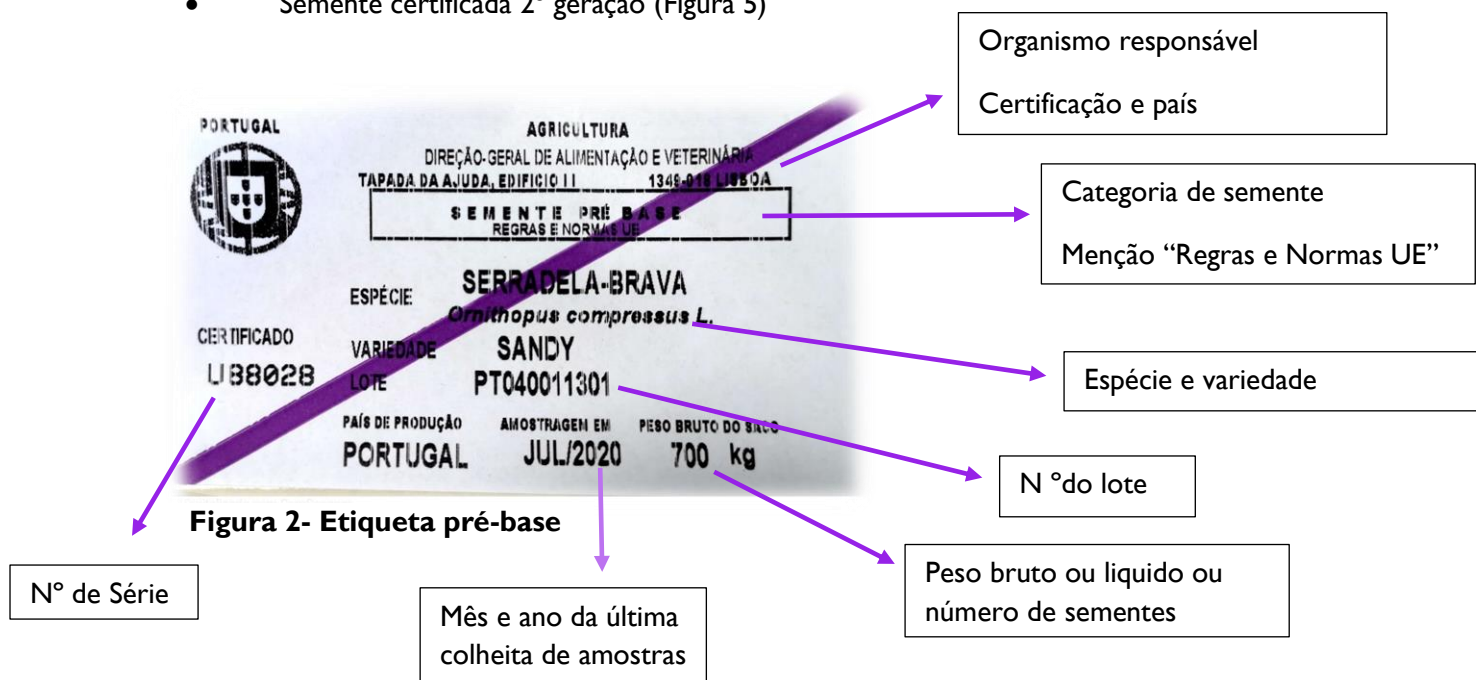 • Semente certificada 2ª geração (Figura 5)
Organismo responsável
Certificação e país
PORTUGAL
AGRICULTURA
DIREÇÃO-GERAL DE ALIMENTAÇÃO E VETERINÁRIA
TAPADA DA AJUDA, EDIFICIO II 1349-018 LISBOA
SEMENTE PRÉ BASE
REGRAS E NORMAS UE
Categoria de semente
Menção “Regras e Normas UE”
ESPÉCIE SERRADELA-BRAVA
Ornithopus compressus L.
CERTIFICADO
VARIEDADE SANDY
LOTE PT040011301
Espécie e variedade
PAÍS DE PRODUÇÃO AMOSTRAGEM EM PESO BRUTO DO SACO
PORTUGAL JUL/2020 700 kg
N ºdo lote
Figura 2- Etiqueta pré-base
Nº de Série
Peso bruto ou liquido ou
número de sementes
Mês e ano da última
colheita de amostras